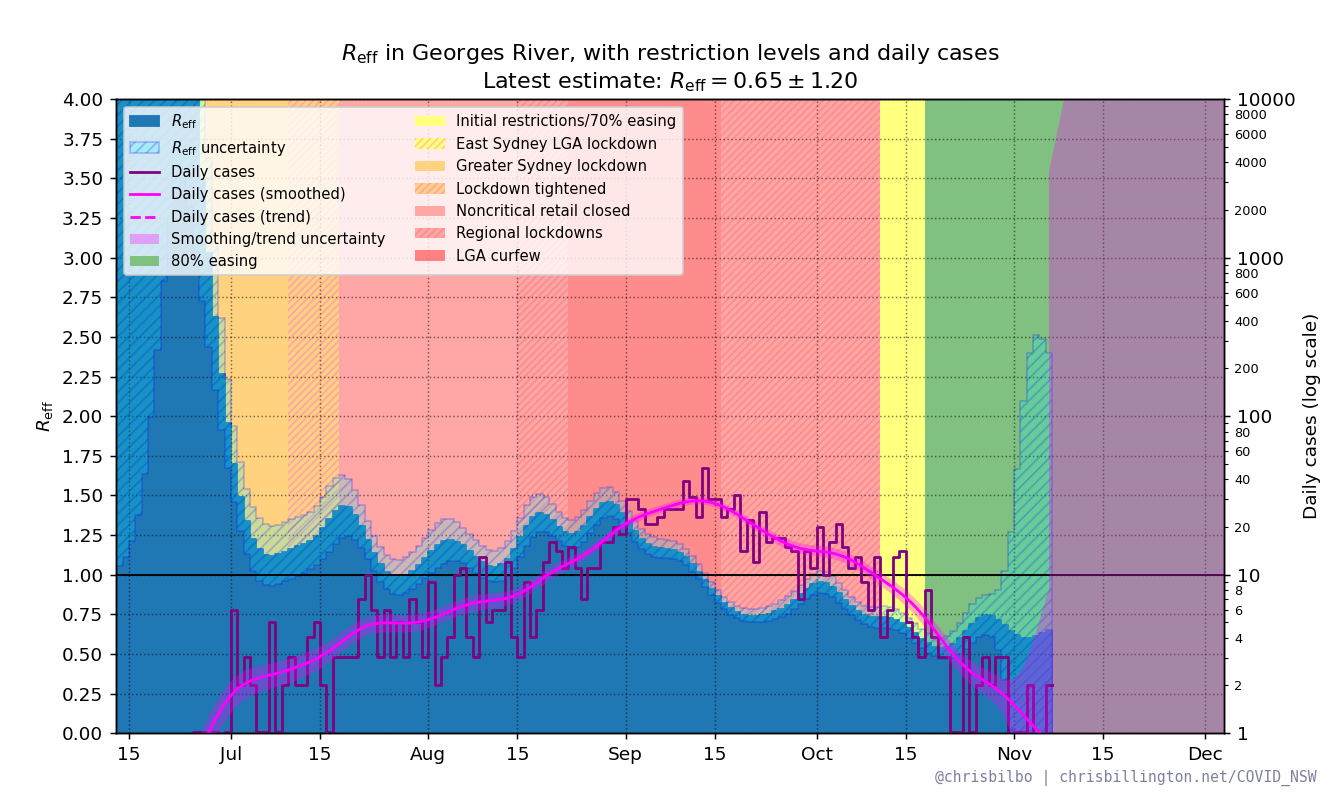 Reff in Georges River, with restriction levels and daily cases
Latest estimate: Reff = 0.65 ± 1.20
4.00
3.75
3.50
3.25
3.00
2.75
2.50
2.25
2.00
1.75
1.50
1.25
1.00
0.75
0.50
0.25
0.00
Reff
Reff
Reff uncertainty
Daily cases
Daily cases (smoothed)
Daily cases (trend)
Smoothing/trend uncertainty
80% easing
Initial restrictions/70% easing
East Sydney LGA lockdown
Greater Sydney lockdown
Lockdown tightened
Noncritical retail closed
Regional lockdowns
LGA curfew
10000
8000
6000
4000
2000
1000
800
600
400
200
100
80
60
40
20
10
8
6
4
2
1
Daily cases (log scale)
15
Jul
15
Aug
15
Sep
15
Oct
15
Nov
15
Dec
@chrisbilbo | chrisbillington.net/COVID_NSW